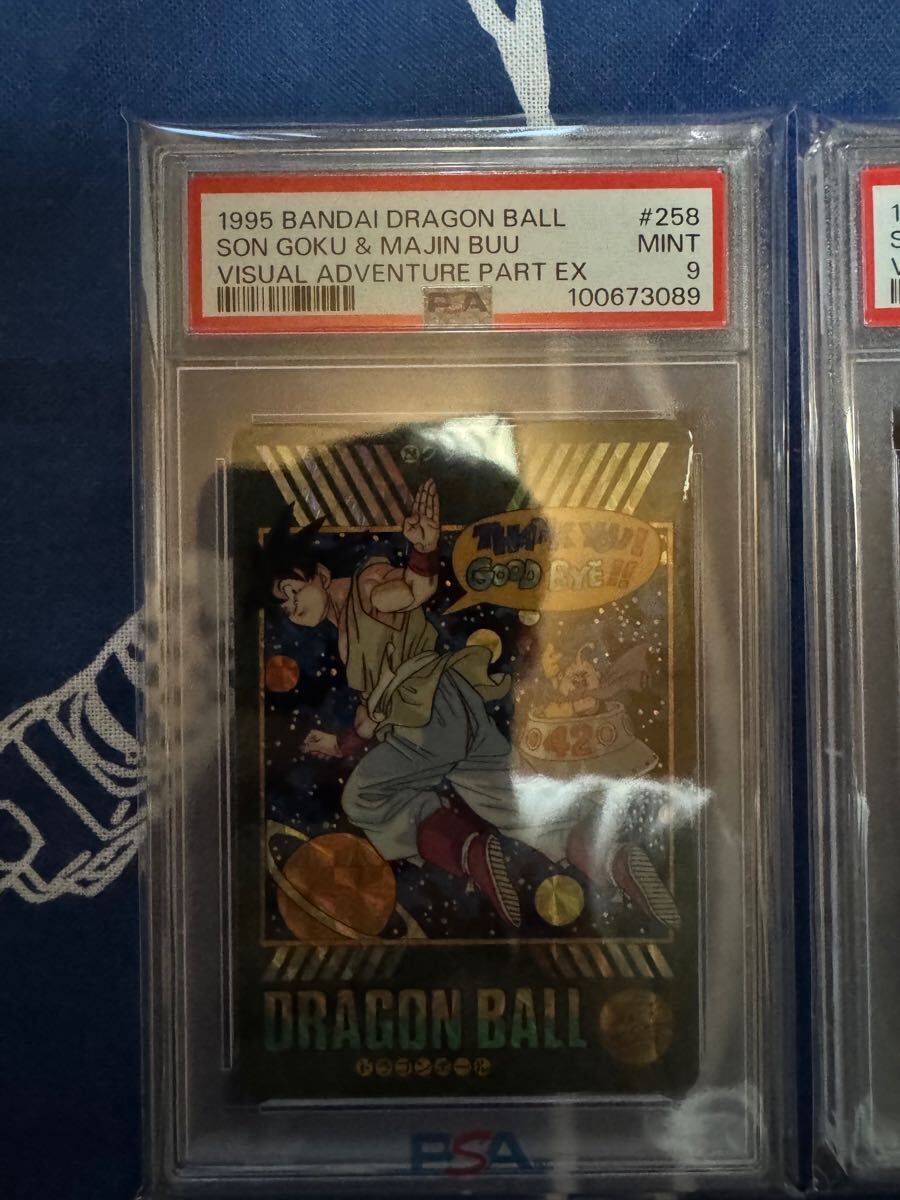 1995 BANDAI DRAGON BALL #258
SON GOKU & MAJIN BUU MINT
VISUAL ADVENTURE PART EX 9
PSA 100673089
THANK YOU!
GOOD BYE!!
42
DRAGON BALL
ドラゴンボール
PSA
1
S
V